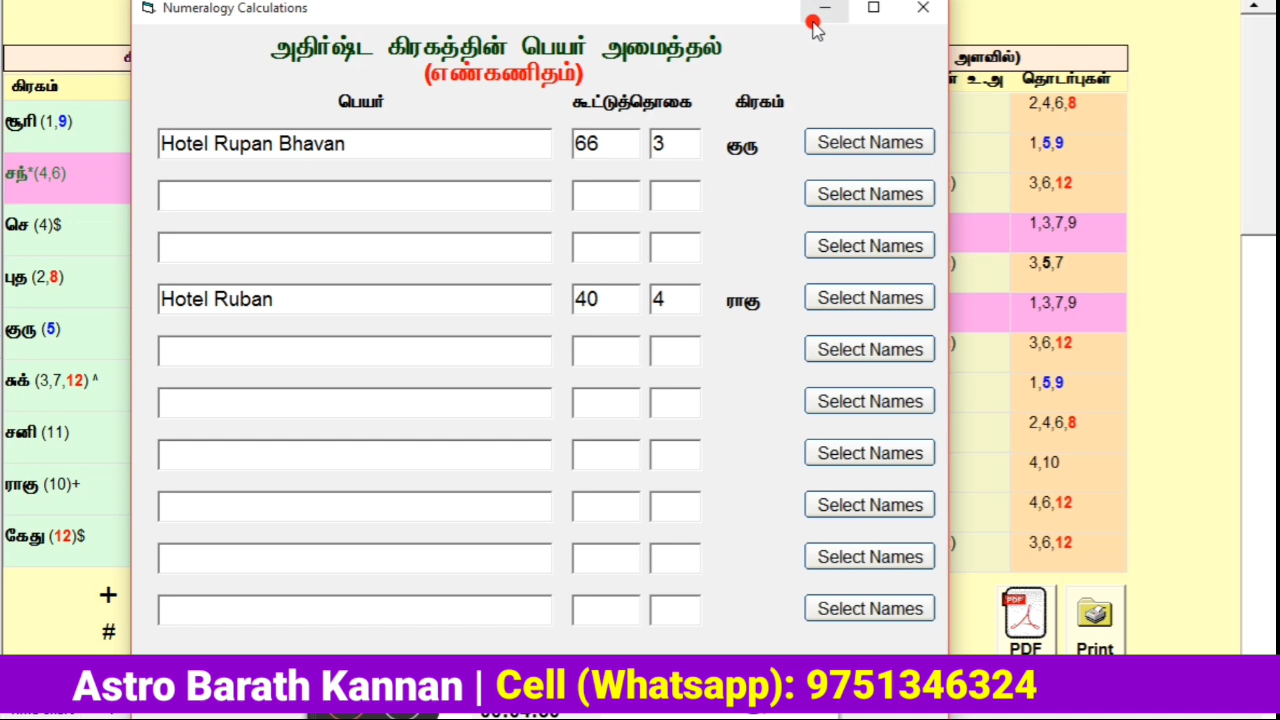 Numeralogy Calculations
அதிர்ஷ்ட கிரகத்தின் பெயர் அமைத்தல்
(எண்கணிதம்)
பெயர் கூட்டுத்தொகை கிரகம்
Hotel Rupan Bhavan 66 3 குரு Select Names
Select Names
Select Names
Hotel Ruban 40 4 ராகு Select Names
Select Names
Select Names
Select Names
Select Names
Select Names
Select Names
கிரகம்
சூரி (1,9)
சந்*(4,6)
செ (4)$
புத (2,8)
குரு (5)
சுக் (3,7,12) ^
சனி (11)
ராகு (10)+
கேது (12)$
+
#
அளவில்)
உ.அ தொடர்புகள்
2,4,6,8
1,5,9
3,6,12
1,3,7,9
3,5,7
1,3,7,9
3,6,12
1,5,9
2,4,6,8
4,10
4,6,12
3,6,12
PDF Print
Astro Barath Kannan | Cell (Whatsapp): 9751346324